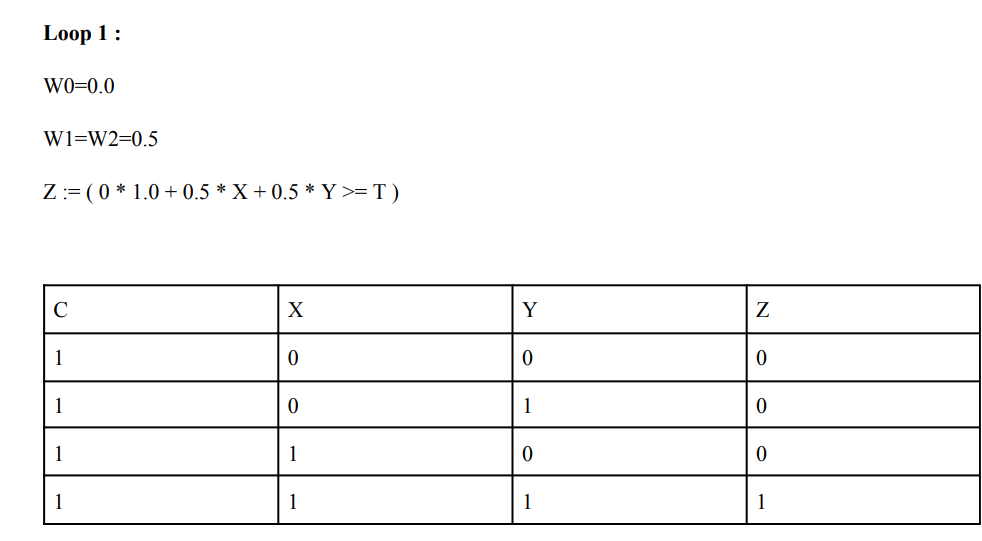 Loop 1 :
W0=0.0
W1=W2=0.5
Z := ( 0 * 1.0 + 0.5 * X + 0.5 * Y >= T )
C X Y Z
1 0 0 0
1 0 1 0
1 1 0 0
1 1 1 1